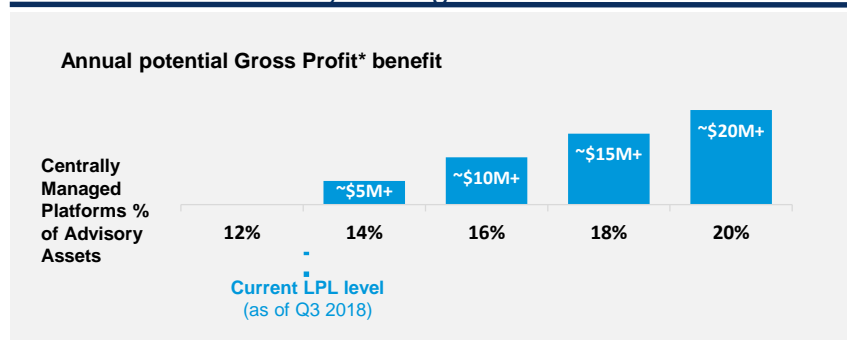 Annual potential Gross Profit* benefit
~$20M+
~$15M+
~$10M+
~$5M+
Centrally
Managed
Platforms %
of Advisory
Assets
12% 14% 16% 18% 20%
Current LPL level
(as of Q3 2018)